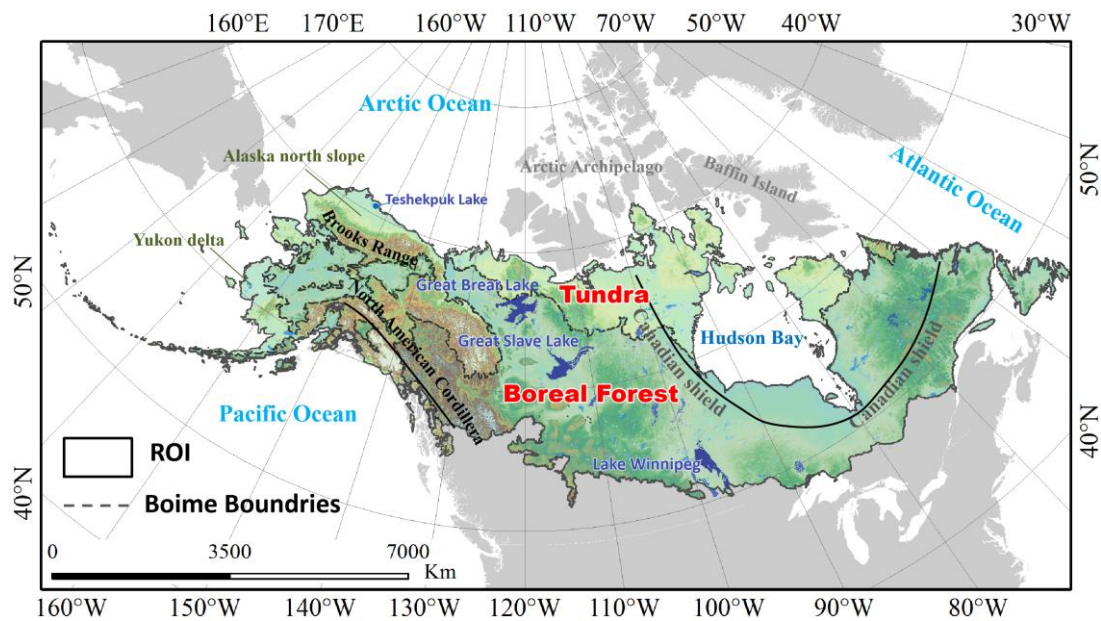 160°E 170°E 160°W 110°W 70°W 50°W 40°W 30°W
Arctic Ocean
Alaska north slope
Arctic Archipelago
Baffin Island
Atlantic Ocean
50°N
Teshekpuk Lake
Yukon delta
Brooks Range
50°N
Great Brear Lake
Tundra
North American Cordillera
Hudson Bay
Great Slave Lake
Canadian shield
Canadian shield
Boreal Forest
Pacific Ocean
40°N
ROI
Lake Winnipeg
40°N
Boime Boundries
0 3500 7000
Km
160°W 150°W 140°W 130°W 120°W 110°W 100°W 90°W 80°W